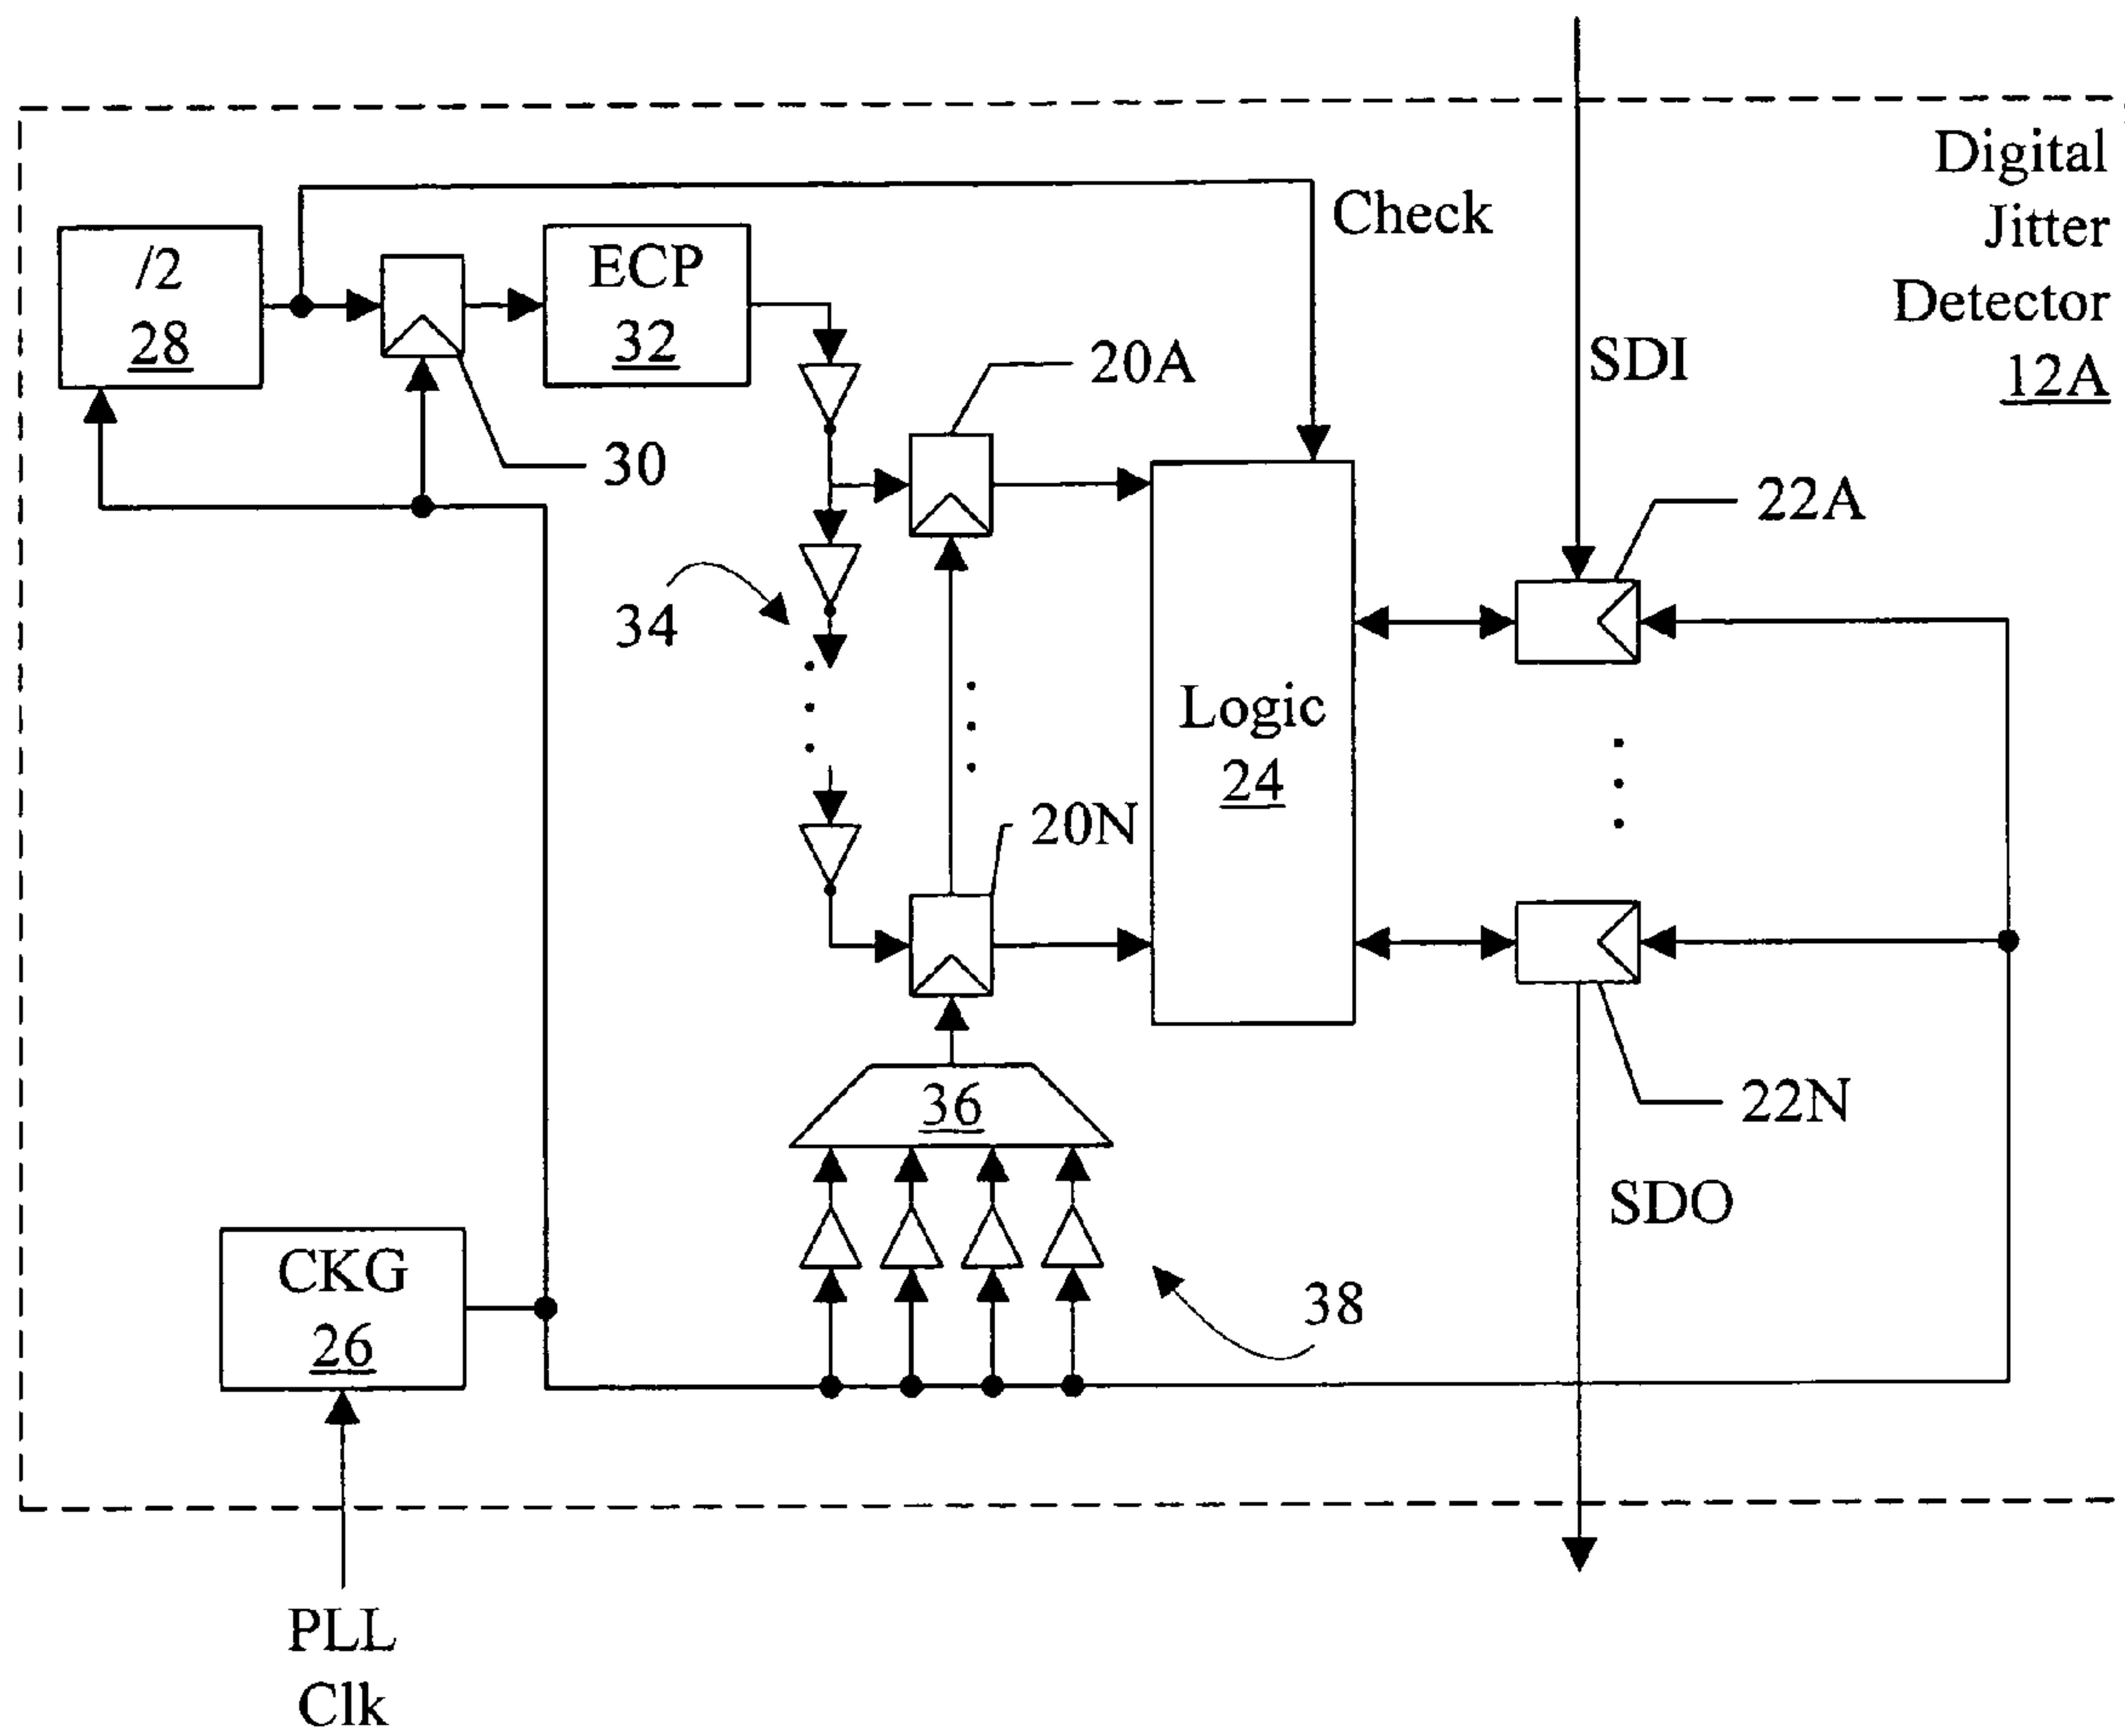 Digital
Jitter
Detector
12A
Check
/2
28
ECP
32
20A
SDI
30
22A
34
Logic
24
20N
36
22N
SDO
CKG
26
38
PLL
Clk